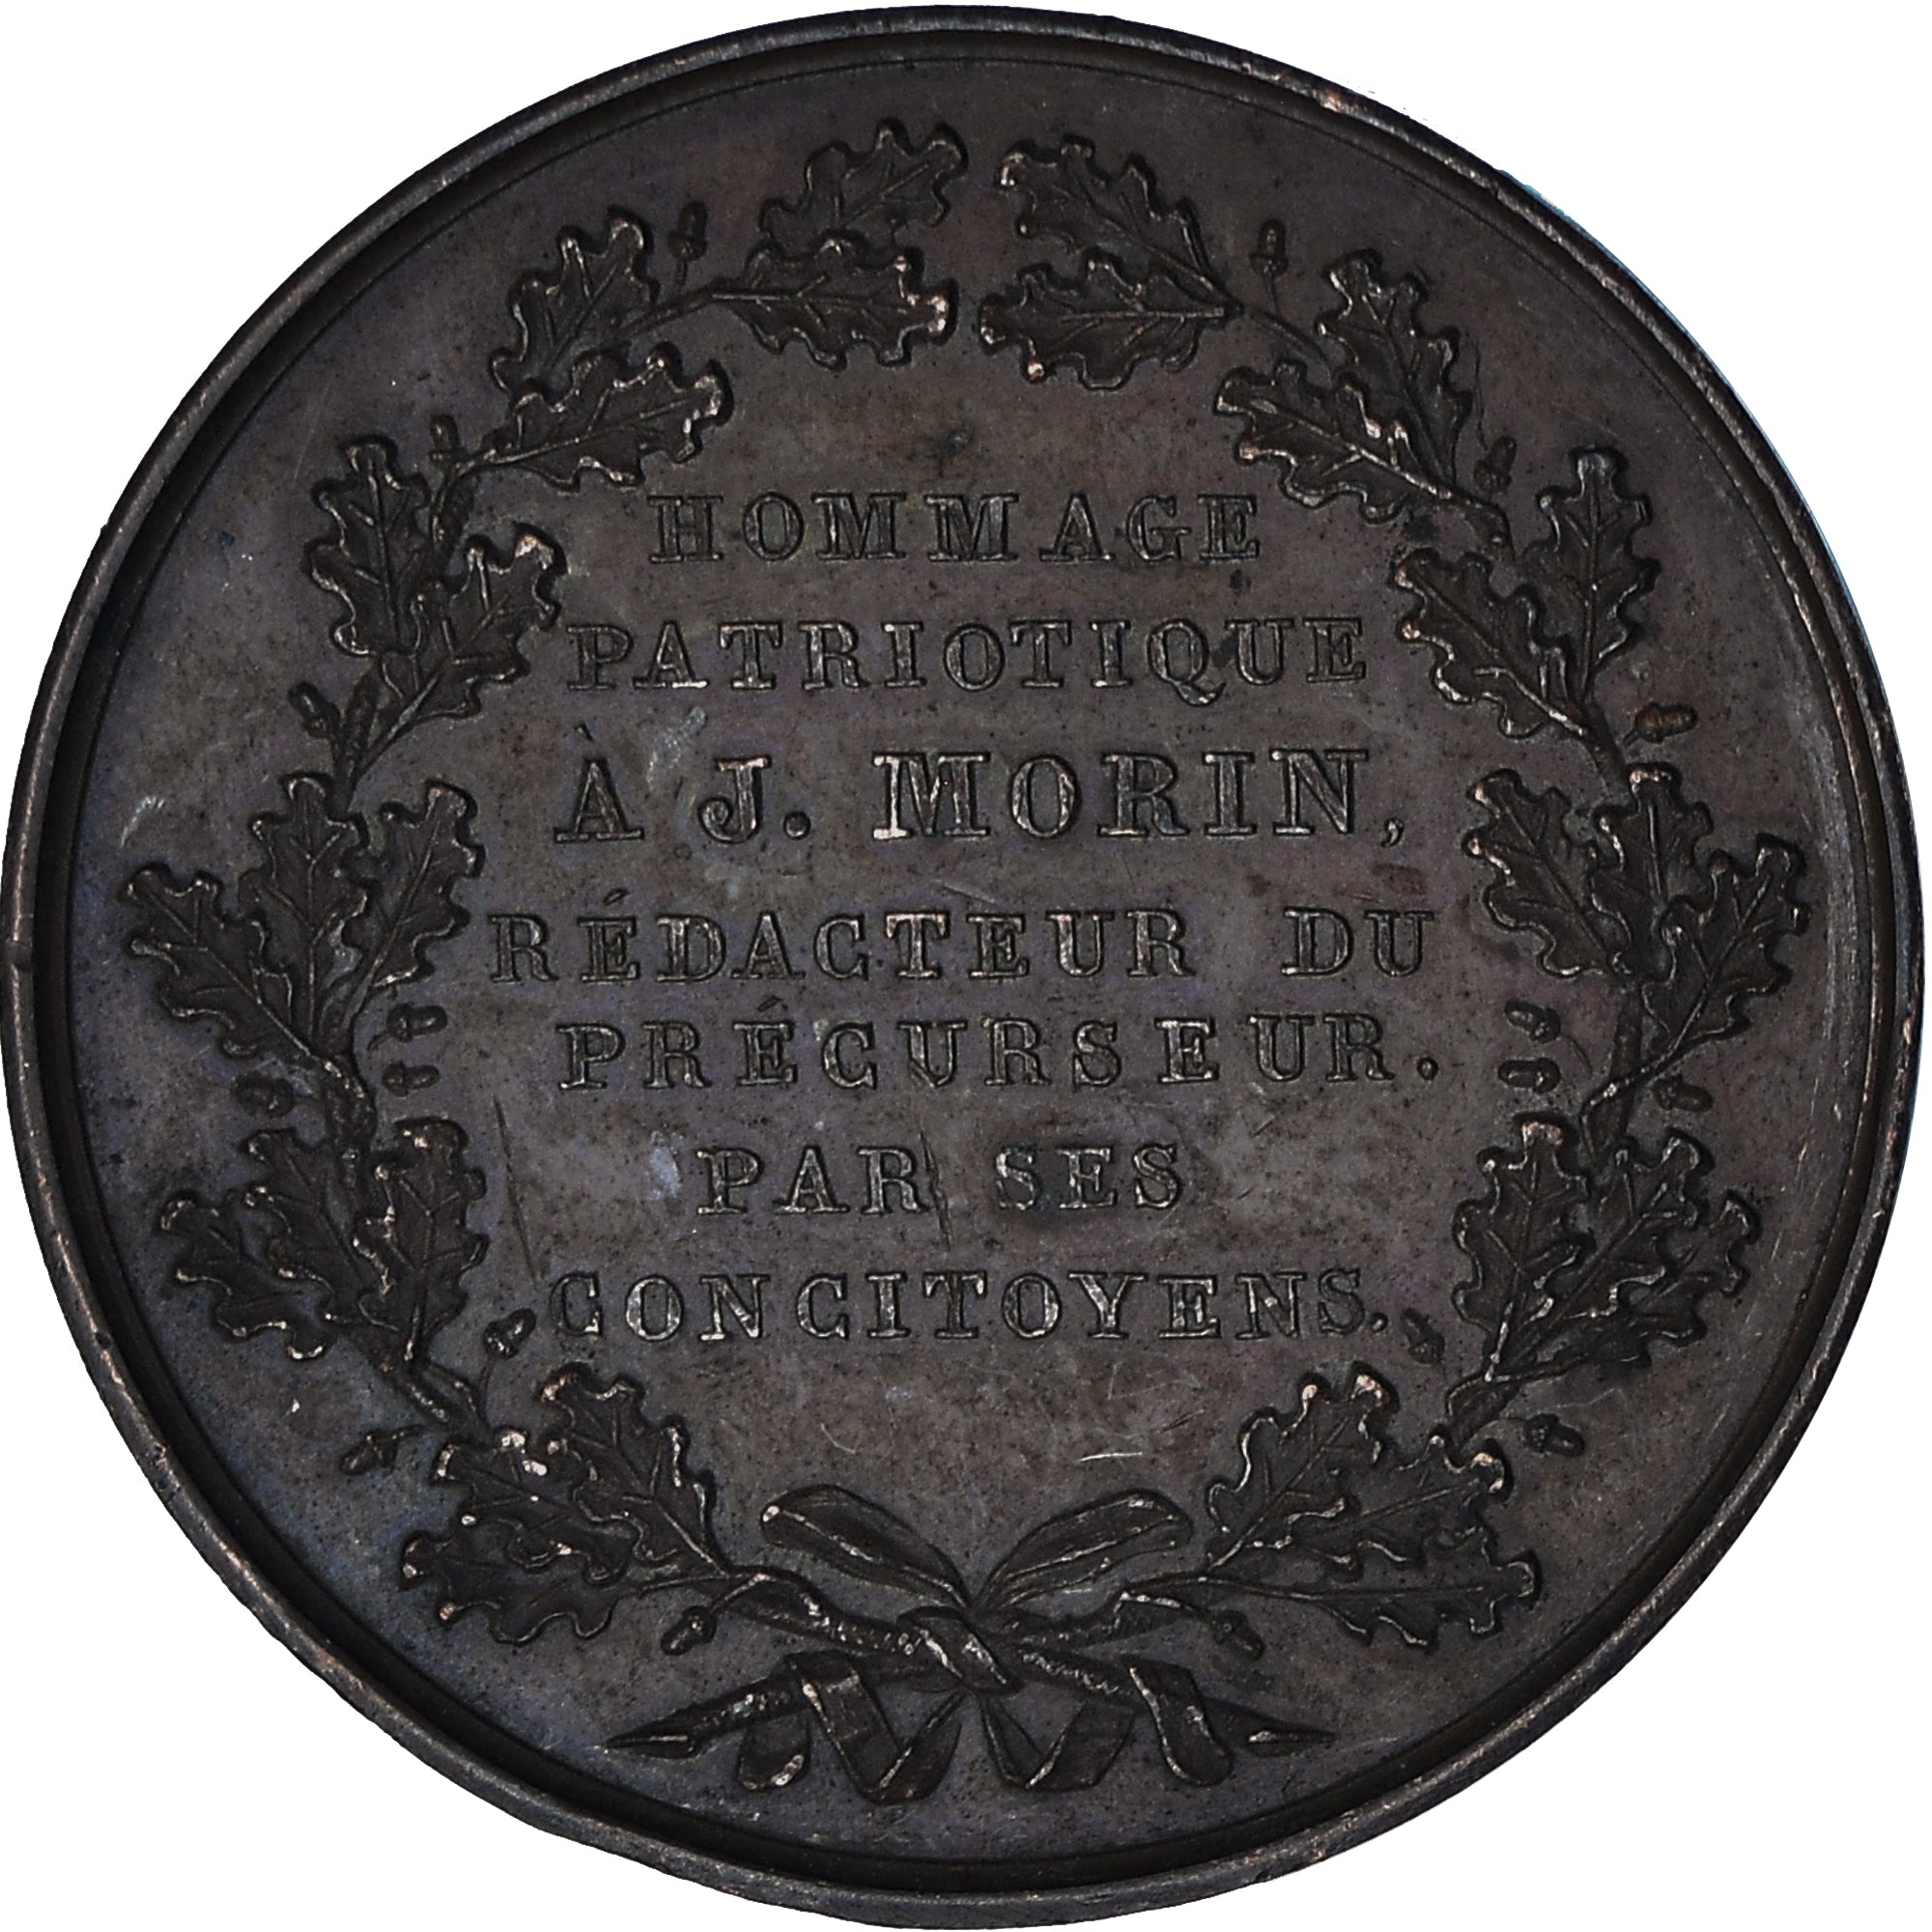 HOMMAGE
PATRIOTIQUE
À J. MORIN,
RÉDACTEUR DU
PRÉCURSEUR.
PAR SES
CONCITOYENS.